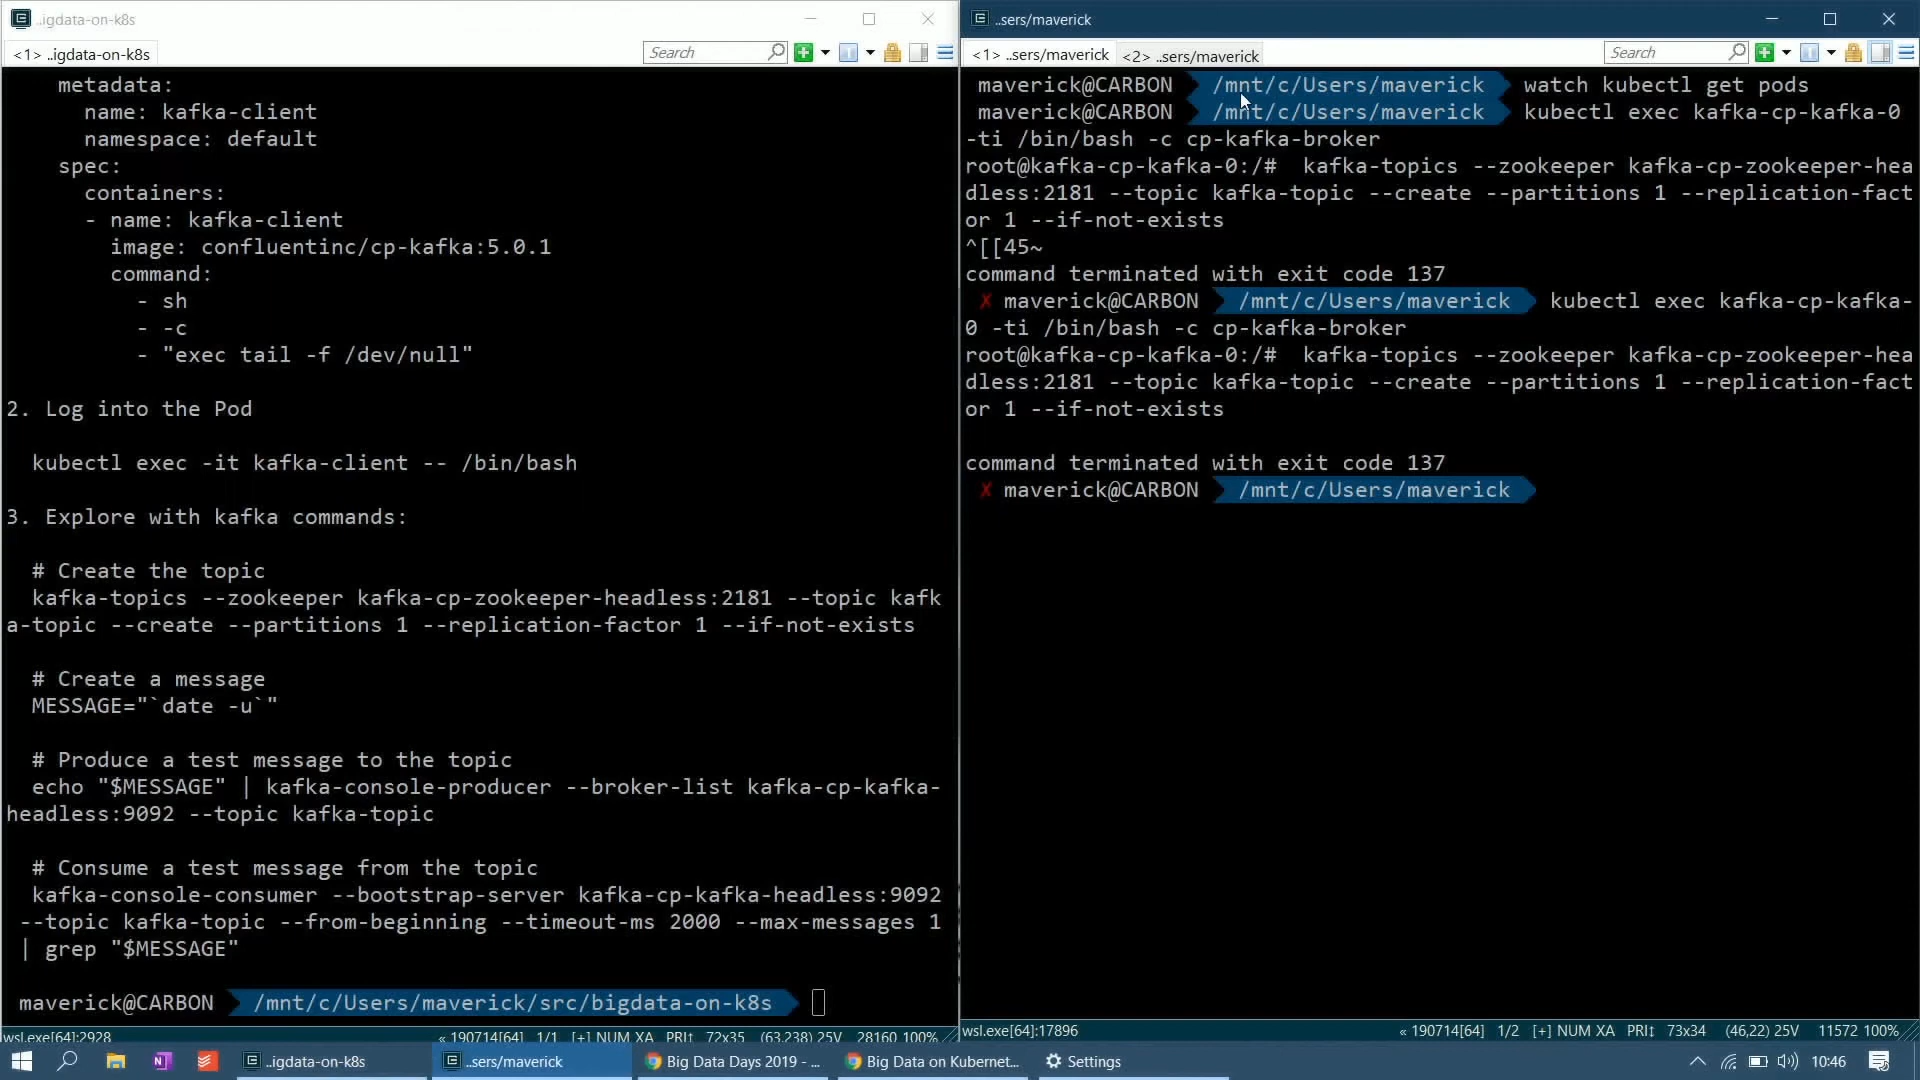 ..igdata-on-k8s
<1> ..igdata-on-k8s
Search
metadata:
name: kafka-client
namespace: default
spec:
containers:
- name: kafka-client
image: confluentinc/cp-kafka:5.0.1
command:
- sh
- -c
- "exec tail -f /dev/null"
2. Log into the Pod
kubectl exec -it kafka-client -- /bin/bash
3. Explore with kafka commands:
# Create the topic
kafka-topics --zookeeper kafka-cp-zookeeper-headless:2181 --topic kafk
a-topic --create --partitions 1 --replication-factor 1 --if-not-exists
# Create a message
MESSAGE="`date -u`"
# Produce a test message to the topic
echo "$MESSAGE" | kafka-console-producer --broker-list kafka-cp-kafka-
headless:9092 --topic kafka-topic
# Consume a test message from the topic
kafka-console-consumer --bootstrap-server kafka-cp-kafka-headless:9092
--topic kafka-topic --from-beginning --timeout-ms 2000 --max-messages 1
| grep "$MESSAGE"
maverick@CARBON /mnt/c/Users/maverick/src/bigdata-on-k8s
wsl.exe[64]:2928 « 190714[64] 1/1 [+] NUM XA PRI↕ 72x35 (63,238) 25V 28160 100%
..sers/maverick
<1> ..sers/maverick <2> ..sers/maverick
Search
maverick@CARBON /mnt/c/Users/maverick watch kubectl get pods
maverick@CARBON /mnt/c/Users/maverick kubectl exec kafka-cp-kafka-0
-ti /bin/bash -c cp-kafka-broker
root@kafka-cp-kafka-0:/# kafka-topics --zookeeper kafka-cp-zookeeper-hea
dless:2181 --topic kafka-topic --create --partitions 1 --replication-fact
or 1 --if-not-exists
^[[45~
command terminated with exit code 137
✗ maverick@CARBON /mnt/c/Users/maverick kubectl exec kafka-cp-kafka-
0 -ti /bin/bash -c cp-kafka-broker
root@kafka-cp-kafka-0:/# kafka-topics --zookeeper kafka-cp-zookeeper-hea
dless:2181 --topic kafka-topic --create --partitions 1 --replication-fact
or 1 --if-not-exists
command terminated with exit code 137
✗ maverick@CARBON /mnt/c/Users/maverick
wsl.exe[64]:17896 « 190714[64] 1/2 [+] NUM XA PRI↕ 73x34 (46,22) 25V 11572 100%
..igdata-on-k8s ..sers/maverick Big Data Days 2019 - ... Big Data on Kubernet... Settings 10:46